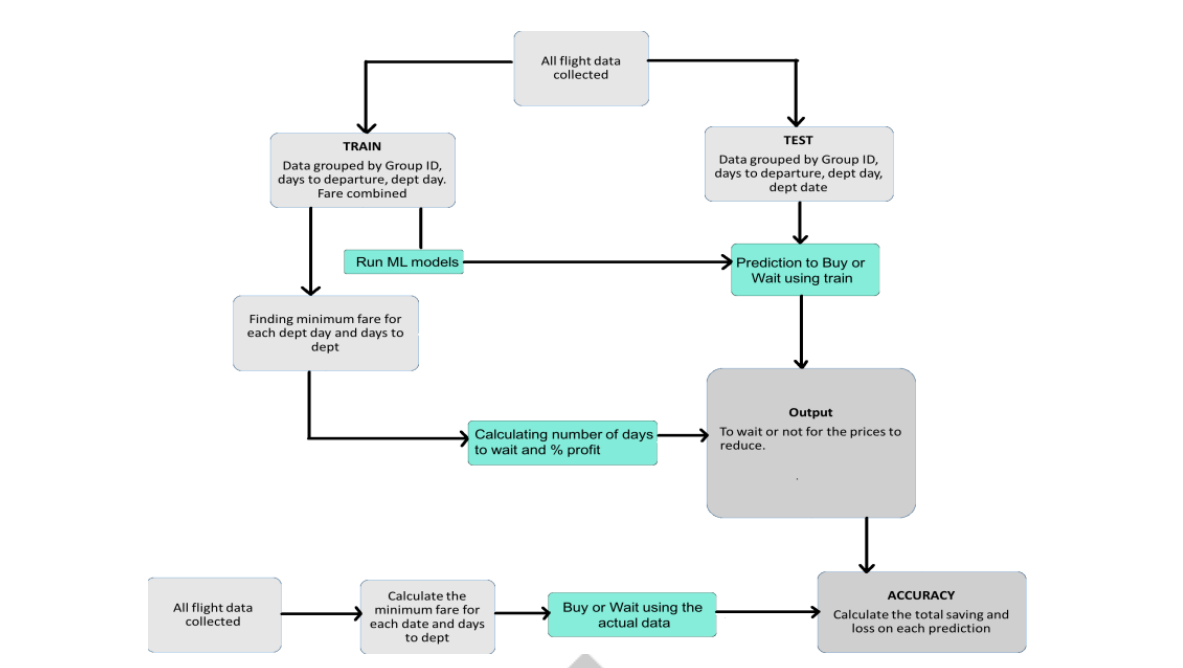 All flight data
collected
TRAIN
Data grouped by Group ID,
days to departure, dept day.
Fare combined
TEST
Data grouped by Group ID,
days to departure, dept day,
dept date
Run ML models
Prediction to Buy or
Wait using train
Finding minimum fare for
each dept day and days to
dept
Calculating number of days
to wait and % profit
Output
To wait or not for the prices to
reduce.
.
All flight data
collected
Calculate the
minimum fare for
each date and days
to dept
Buy or Wait using the
actual data
ACCURACY
Calculate the total saving and
loss on each prediction